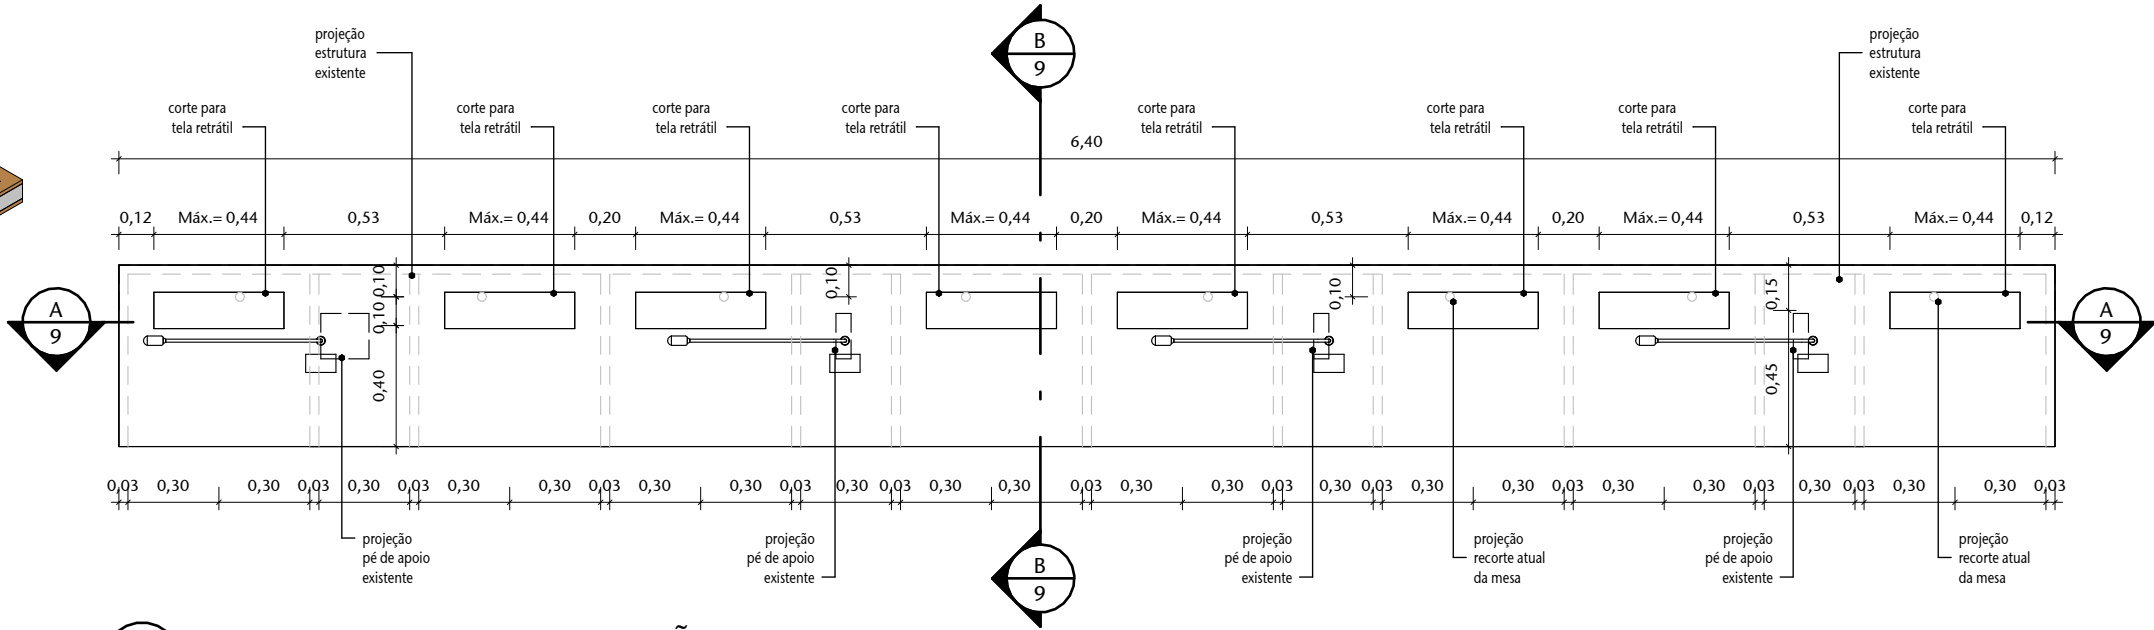 projeção
estrutura
existente
B
9
projeção
estrutura
existente
corte para
tela retrátil
corte para
tela retrátil
corte para
tela retrátil
corte para
tela retrátil
corte para
tela retrátil
corte para
tela retrátil
corte para
tela retrátil
corte para
tela retrátil
6,40
0,12 Máx.= 0,44 0,53 Máx.= 0,44 0,20 Máx.= 0,44 0,53 Máx.= 0,44 0,20 Máx.= 0,44 0,53 Máx.= 0,44 0,20 Máx.= 0,44 0,53 Máx.= 0,44 0,12
A
9
0,10
0,10
0,40
0,10
0,10
0,15
0,45
A
9
0,03 0,30 0,30 0,03 0,30 0,03 0,30 0,30 0,03 0,30 0,30 0,03 0,30 0,03 0,30 0,30 0,03 0,30 0,30 0,03 0,30 0,03 0,30 0,30 0,03 0,30 0,30 0,03 0,30 0,03 0,30 0,30 0,03
projeção
pé de apoio
existente
projeção
pé de apoio
existente
B
9
projeção
pé de apoio
existente
projeção
recorte atual
da mesa
projeção
pé de apoio
existente
projeção
recorte atual
da mesa